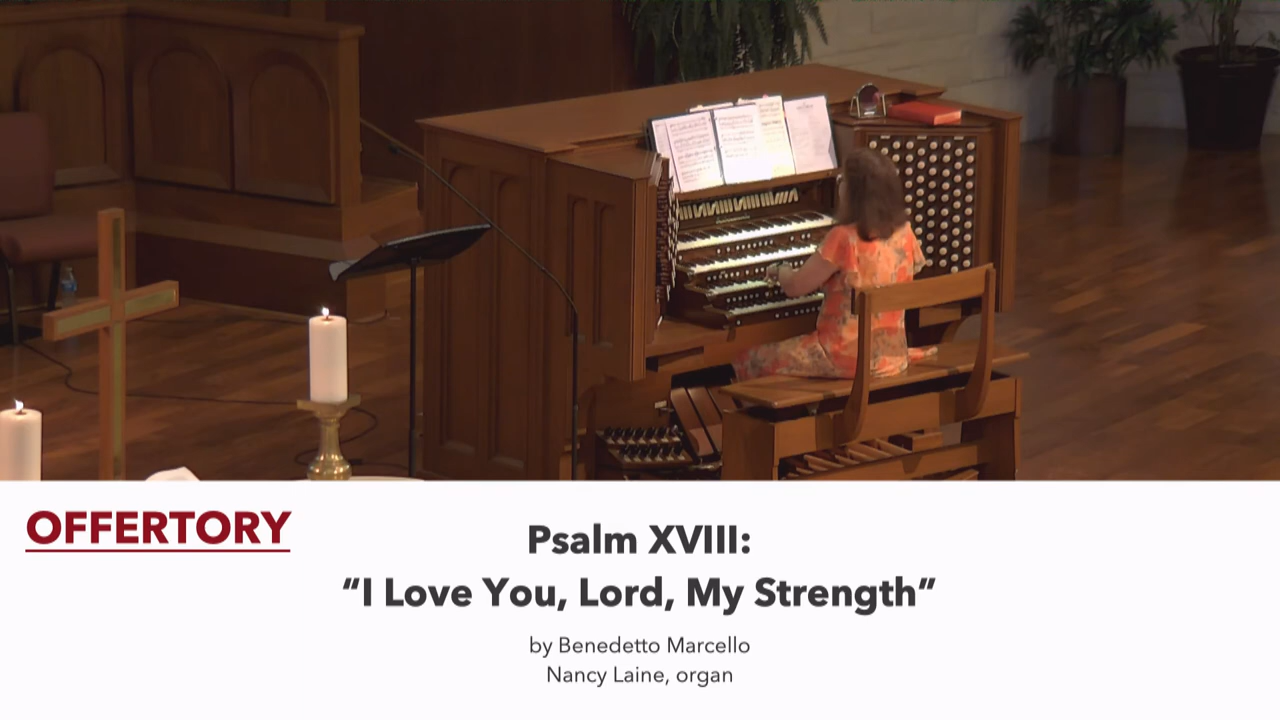 OFFERTORY
Psalm XVIII:
“I Love You, Lord, My Strength”
by Benedetto Marcello
Nancy Laine, organ